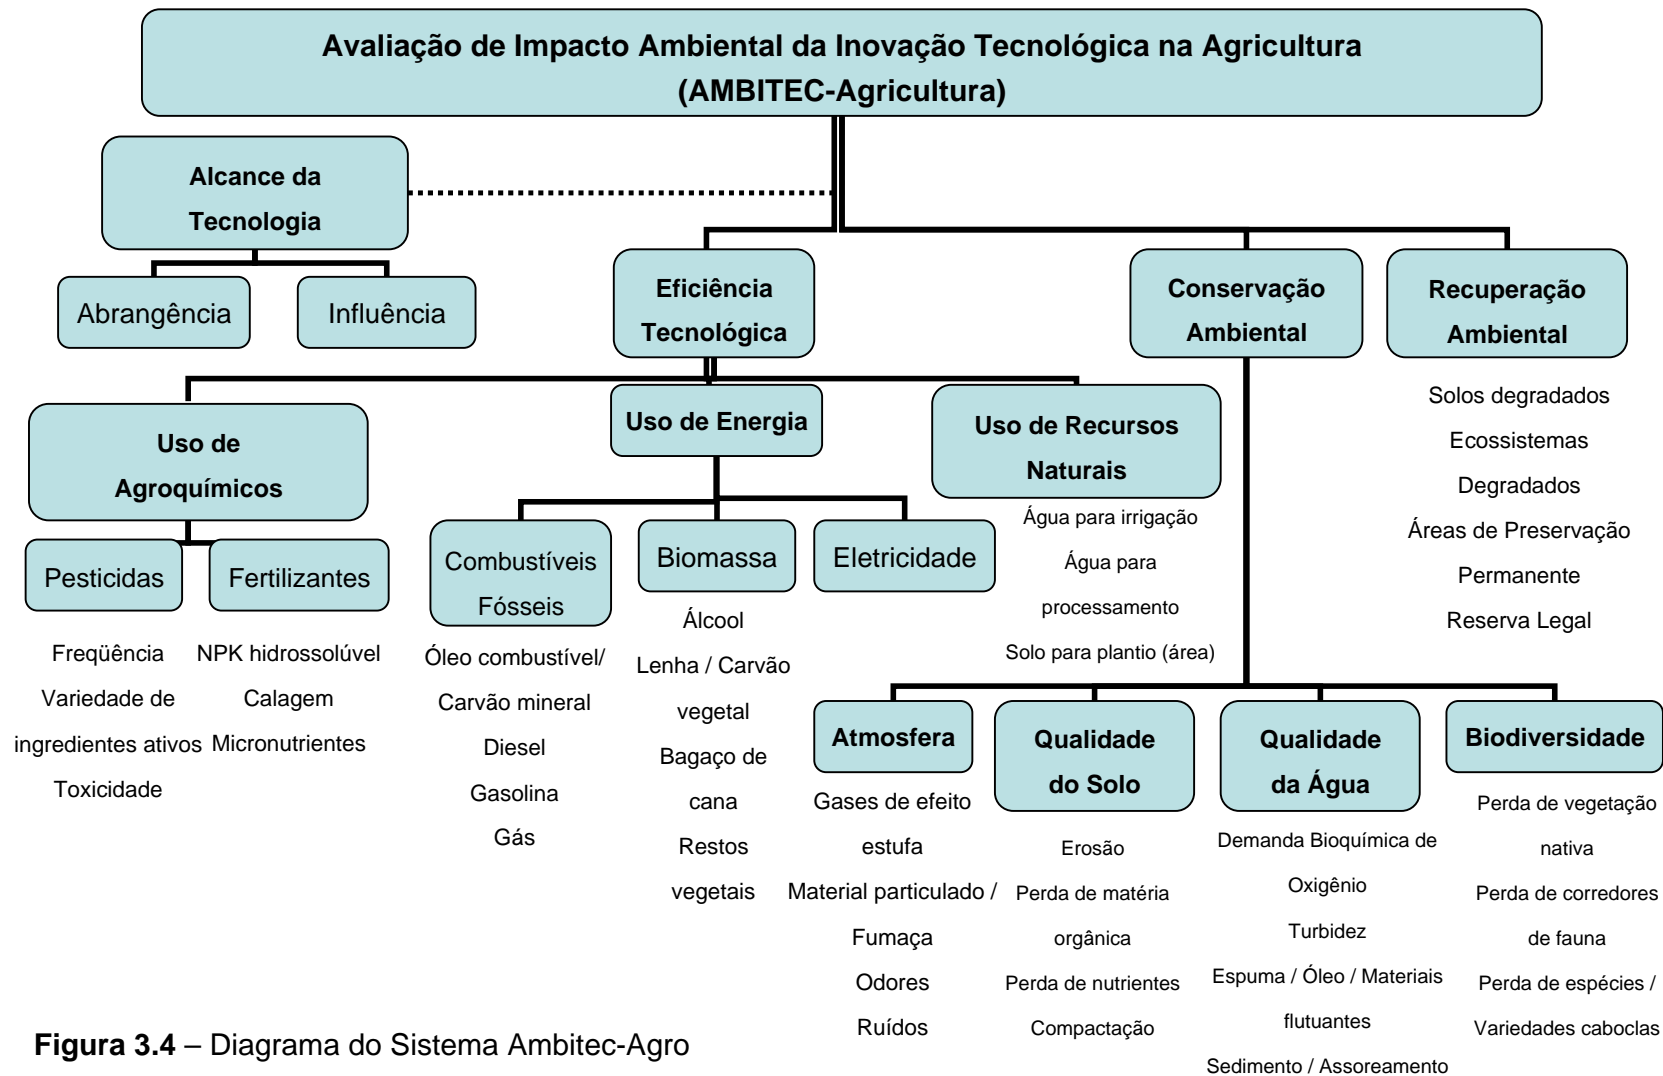 Avaliação de Impacto Ambiental da Inovação Tecnológica na Agricultura
(AMBITEC-Agricultura)
Alcance da
Tecnologia
Abrangência
Influência
Eficiência
Tecnológica
Conservação
Ambiental
Recuperação
Ambiental
Solos degradados
Ecossistemas
Degradados
Áreas de Preservação
Permanente
Reserva Legal
Uso de
Agroquímicos
Uso de Energia
Uso de Recursos
Naturais
Água para irrigação
Água para
processamento
Solo para plantio (área)
Pesticidas
Freqüência
Variedade de
ingredientes ativos
Toxicidade
Fertilizantes
NPK hidrossolúvel
Calagem
Micronutrientes
Combustíveis
Fósseis
Óleo combustível/
Carvão mineral
Diesel
Gasolina
Gás
Biomassa
Álcool
Lenha / Carvão
vegetal
Bagaço de
cana
Restos
vegetais
Eletricidade
Atmosfera
Gases de efeito
estufa
Material particulado /
Fumaça
Odores
Ruídos
Qualidade
do Solo
Erosão
Perda de matéria
orgânica
Perda de nutrientes
Compactação
Qualidade
da Água
Demanda Bioquímica de
Oxigênio
Turbidez
Espuma / Óleo / Materiais
flutuantes
Sedimento / Assoreamento
Biodiversidade
Perda de vegetação
nativa
Perda de corredores
de fauna
Perda de espécies /
Variedades caboclas
Figura 3.4 – Diagrama do Sistema Ambitec-Agro